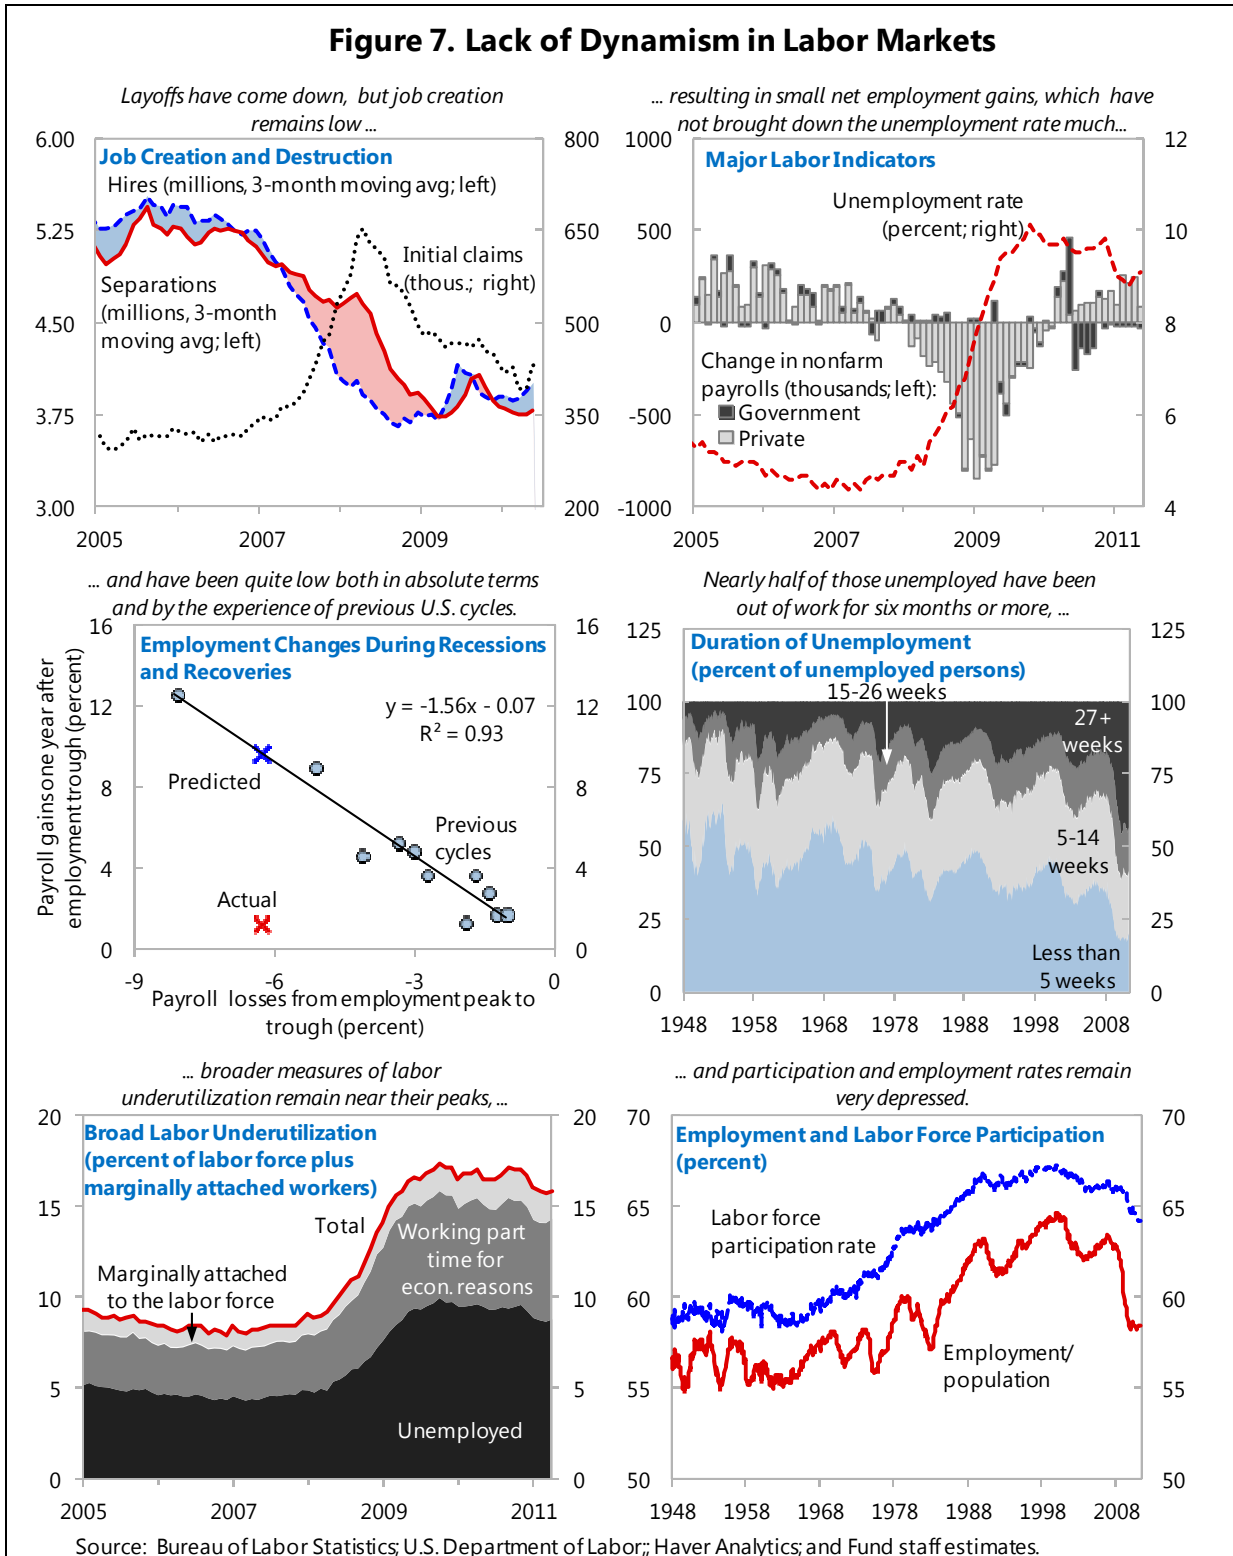 Figure 7. Lack of Dynamism in Labor Markets
Layoffs have come down, but job creation
remains low ...
6.00
5.25
4.50
3.75
3.00
800
650
500
350
200
Job Creation and Destruction
Hires (millions, 3-month moving avg; left)
Initial claims
(thous.; right)
Separations
(millions, 3-month
moving avg; left)
2005
2007
2009
... resulting in small net employment gains, which have
not brought down the unemployment rate much...
1000
500
0
-500
-1000
12
10
8
6
4
Major Labor Indicators
Unemployment rate
(percent; right)
Change in nonfarm
payrolls (thousands; left):
Government
Private
2005
2007
2009
2011
... and have been quite low both in absolute terms
and by the experience of previous U.S. cycles.
16
12
8
4
0
16
12
8
4
0
Payroll gains one year after
employment trough (percent)
Employment Changes During Recessions
and Recoveries
y = -1.56x - 0.07
R² = 0.93
Predicted
Previous
cycles
Actual
-9
-6
-3
0
Payroll losses from employment peak to
trough (percent)
Nearly half of those unemployed have been
out of work for six months or more, ...
125
100
75
50
25
0
125
100
75
50
25
0
Duration of Unemployment
(percent of unemployed persons)
15-26 weeks
27+
weeks
5-14
weeks
Less than
5 weeks
1948
1958
1968
1978
1988
1998
2008
... broader measures of labor
underutilization remain near their peaks, ...
20
15
10
5
0
20
15
10
5
0
Broad Labor Underutilization
(percent of labor force plus
marginally attached workers)
Total
Working part
time for
econ. reasons
Marginally attached
to the labor force
Unemployed
2005
2007
2009
2011
... and participation and employment rates remain
very depressed.
70
65
60
55
50
70
65
60
55
50
Employment and Labor Force Participation
(percent)
Labor force
participation rate
Employment/
population
1948
1958
1968
1978
1988
1998
2008
Source: Bureau of Labor Statistics; U.S. Department of Labor;; Haver Analytics; and Fund staff estimates.